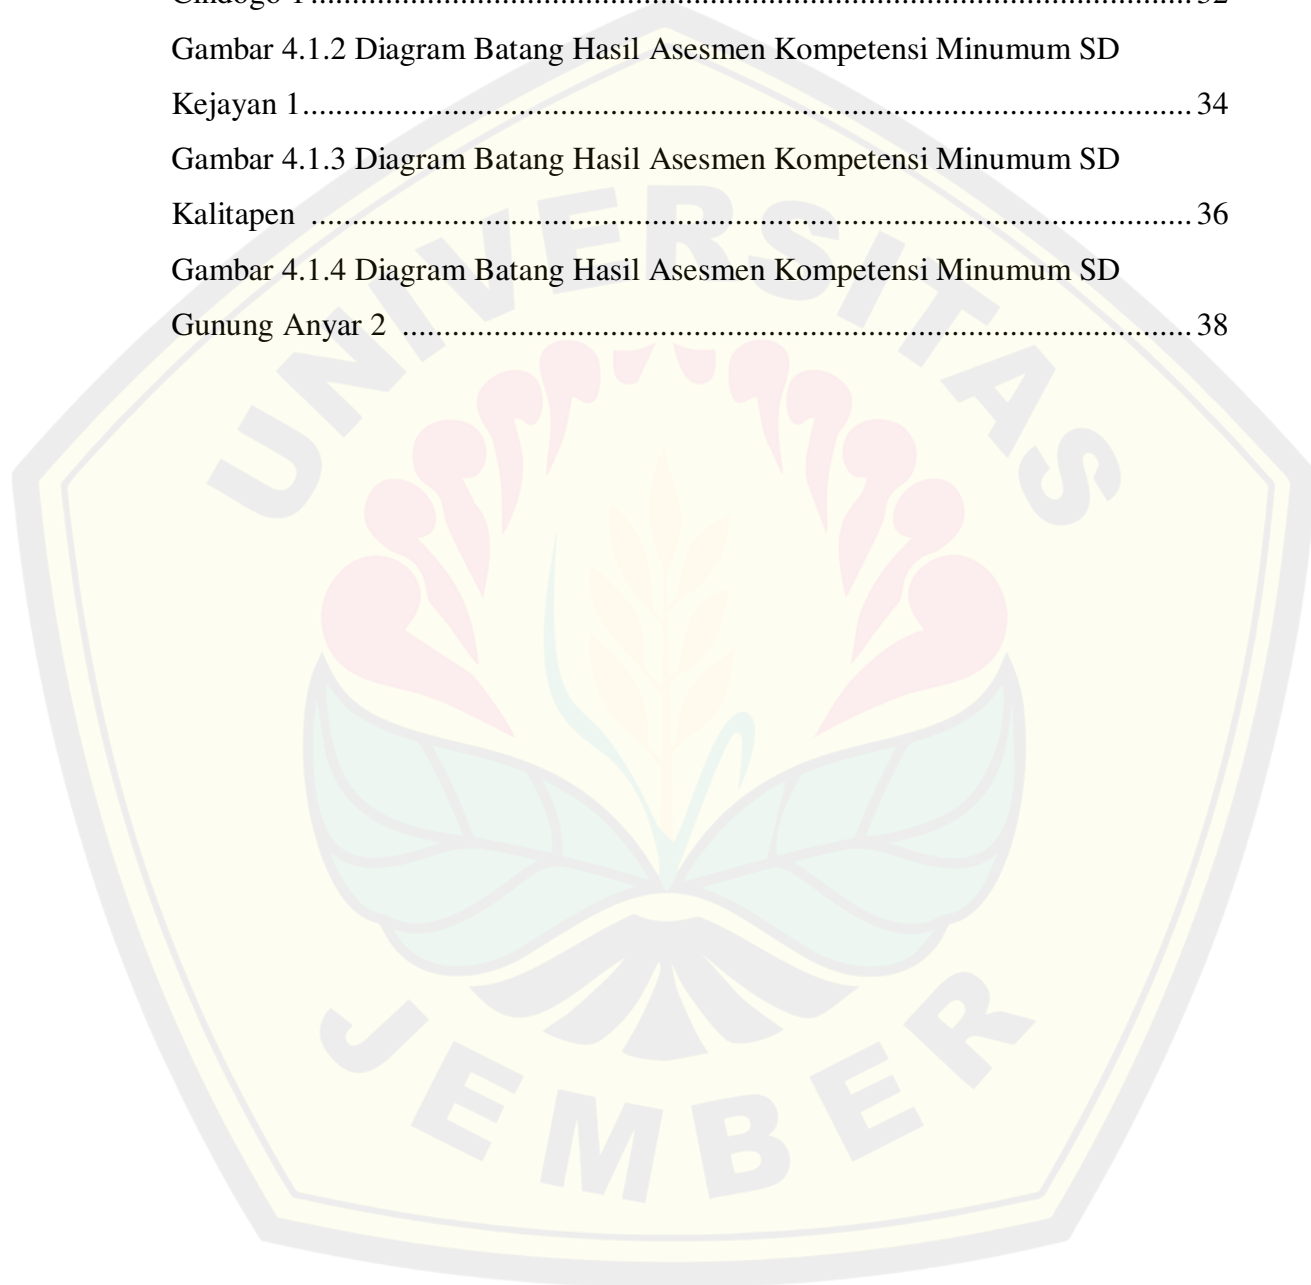 Gambar 4.1.2 Diagram Batang Hasil Asesmen Kompetensi Minumum SD
Kejayan 1........................................................................................................... 34
Gambar 4.1.3 Diagram Batang Hasil Asesmen Kompetensi Minumum SD
Kalitapen .......................................................................................................... 36
Gambar 4.1.4 Diagram Batang Hasil Asesmen Kompetensi Minumum SD
Gunung Anyar 2 ............................................................................................... 38
UNIVERSITAS
JEMBER